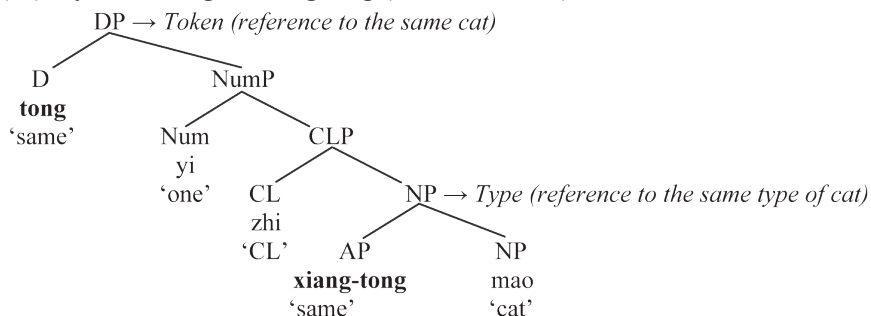 DP → Token (reference to the same cat)
D NumP
tong
‘same’ Num CLP
yi
‘one’ CL NP → Type (reference to the same type of cat)
zhi
‘CL’ AP NP
xiang-tong mao
‘same’ ‘cat’